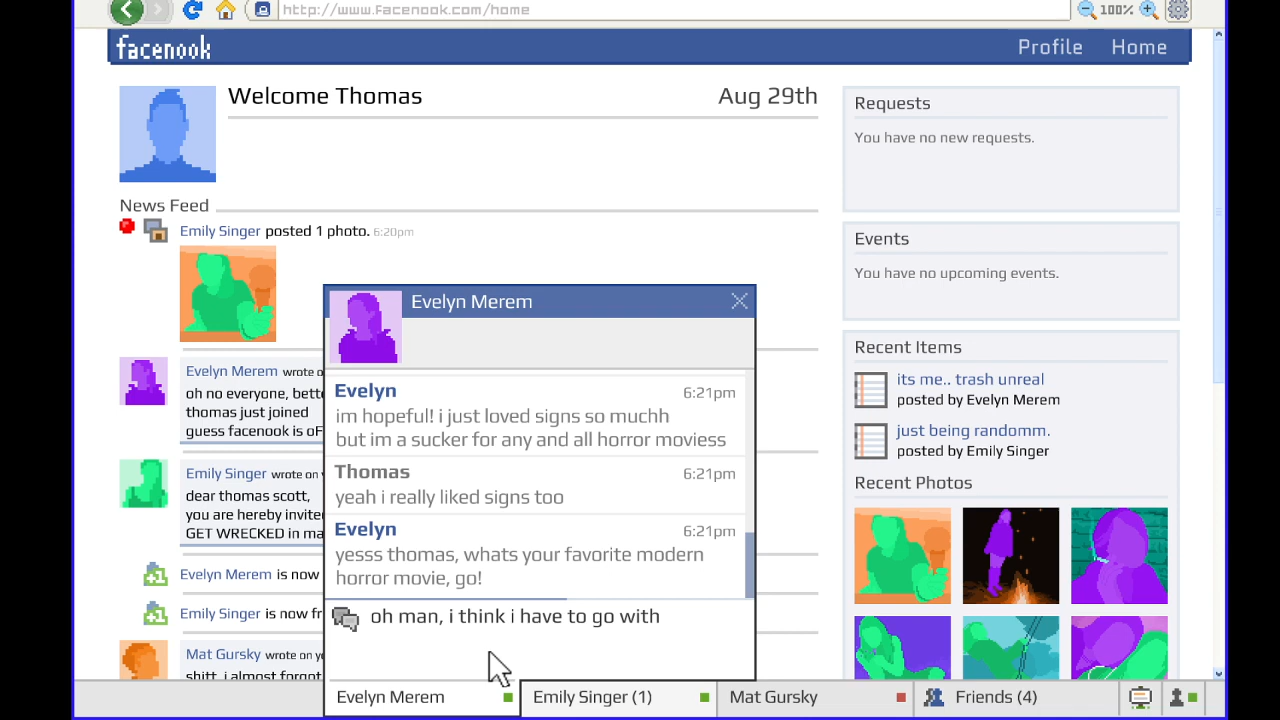 http://www.facenook.com/home
100%
facenook
Profile
Home
Welcome Thomas
Aug 29th
News Feed
Emily Singer posted 1 photo. 6:20pm
Evelyn Merem wrote
oh no everyone,
thomas just joined
guess facenook is
Emily Singer wrote on
dear thomas scott,
you are hereby
GET WRECKED in
Evelyn Merem is now
Emily Singer is now
Mat Gursky wrote on
shitt, i almost forgot
Evelyn Merem
Evelyn 6:21pm
im hopeful! i just loved signs so muchh
but im a sucker for any and all horror moviess
Thomas 6:21pm
yeah i really liked signs too
Evelyn 6:21pm
yesss thomas, whats your favorite modern
horror movie, go!
oh man, i think i have to go with
Requests
You have no new requests.
Events
You have no upcoming events.
Recent Items
its me.. trash unreal
posted by Evelyn Merem
just being randomm.
posted by Emily Singer
Recent Photos
Evelyn Merem
Emily Singer (1)
Mat Gursky
Friends (4)